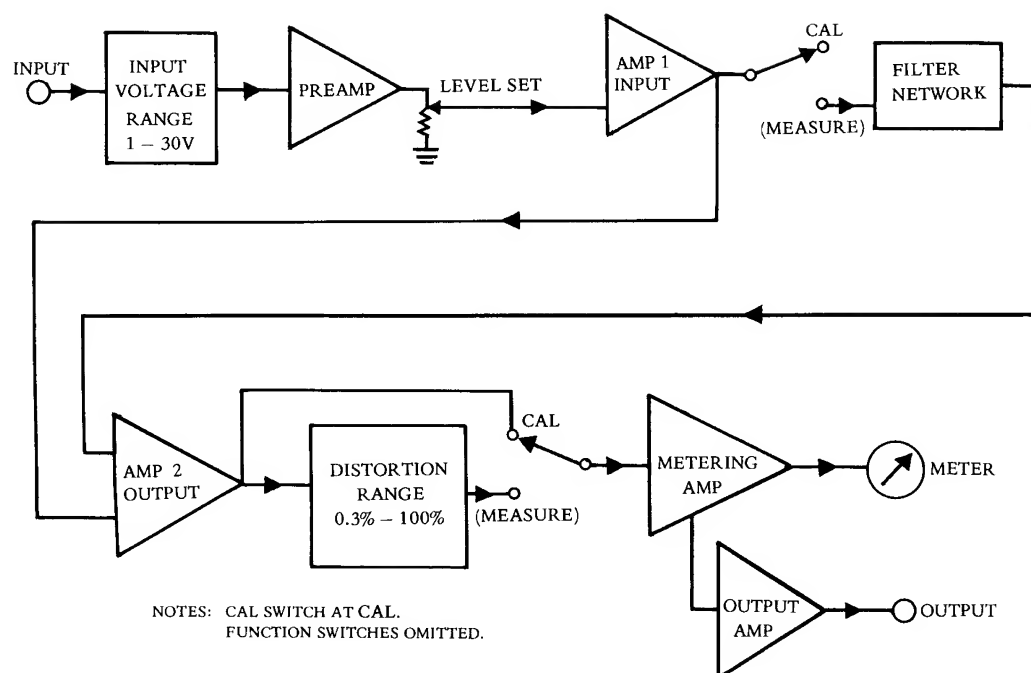 INPUT
INPUT
VOLTAGE
RANGE
1 – 30V
PREAMP
LEVEL SET
AMP 1
INPUT
CAL
(MEASURE)
FILTER
NETWORK
AMP 2
OUTPUT
DISTORTION
RANGE
0.3% – 100%
CAL
(MEASURE)
METERING
AMP
METER
OUTPUT
AMP
OUTPUT
NOTES: CAL SWITCH AT CAL.
FUNCTION SWITCHES OMITTED.